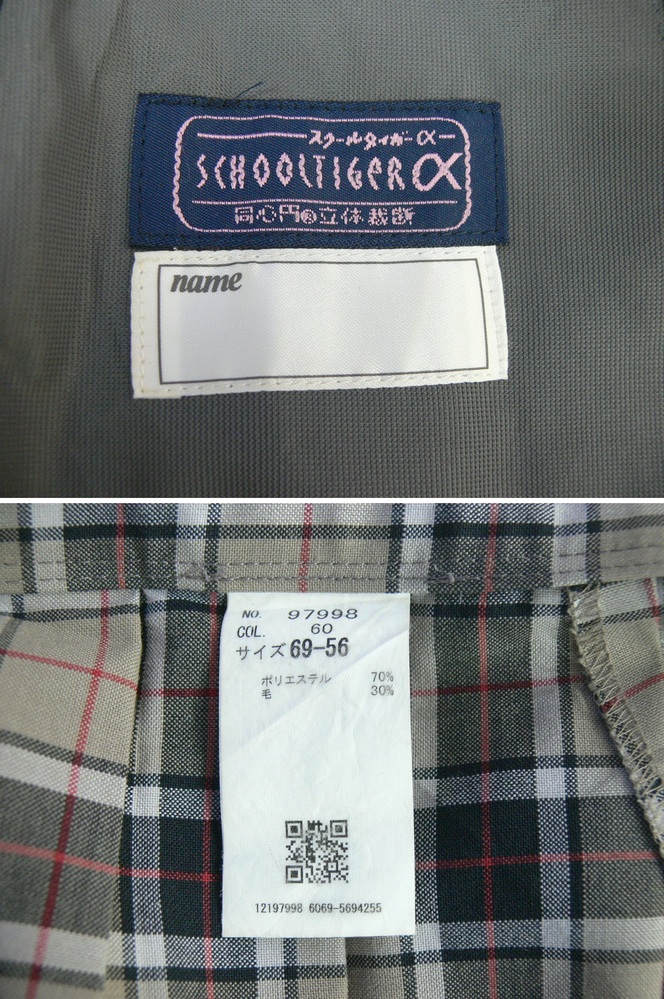 スクールタイガーα
SCHOOLTIGERα
同心円の立体裁断
name
NO. 97998
COL. 60
サイズ 69-56
ポリエステル 70%
毛 30%
12197998 6069-5694255